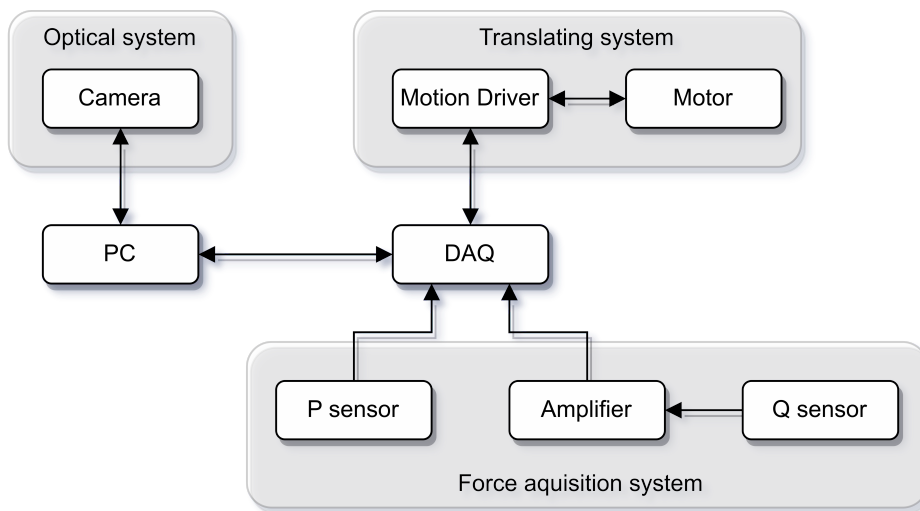 Optical system
Translating system
Camera
Motion Driver
Motor
PC
DAQ
P sensor
Amplifier
Q sensor
Force aquisition system